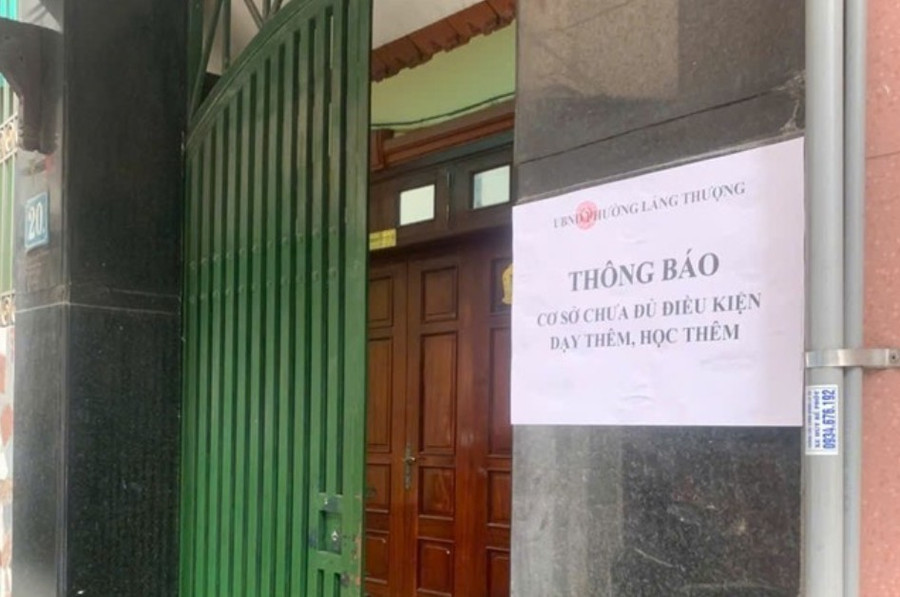 20
UBND PHƯỜNG LÁNG THƯỢNG
THÔNG BÁO
CƠ SỞ CHƯA ĐỦ ĐIỀU KIỆN
DẠY THÊM, HỌC THÊM
0934.676.192